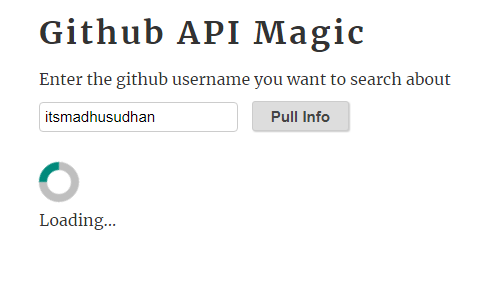 Github API Magic
Enter the github username you want to search about
itsmadhusudhan
Pull Info
Loading...